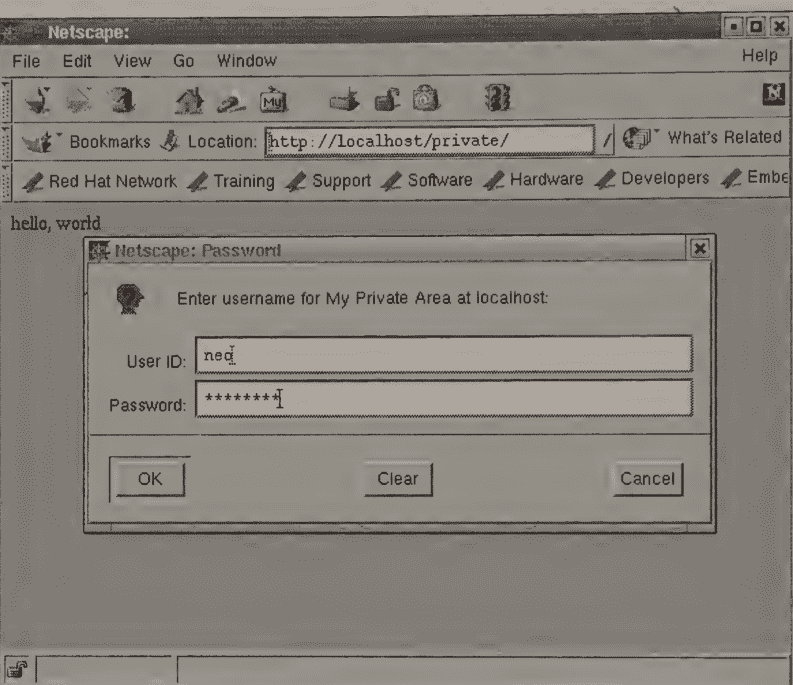 Netscape:
File Edit View Go Window Help
My N
Bookmarks Location: http://localhost/private/ What's Related
Red Hat Network Training Support Software Hardware Developers Embe
hello, world
Netscape: Password
Enter username for My Private Area at localhost:
User ID: neo
Password: ********
OK Clear Cancel